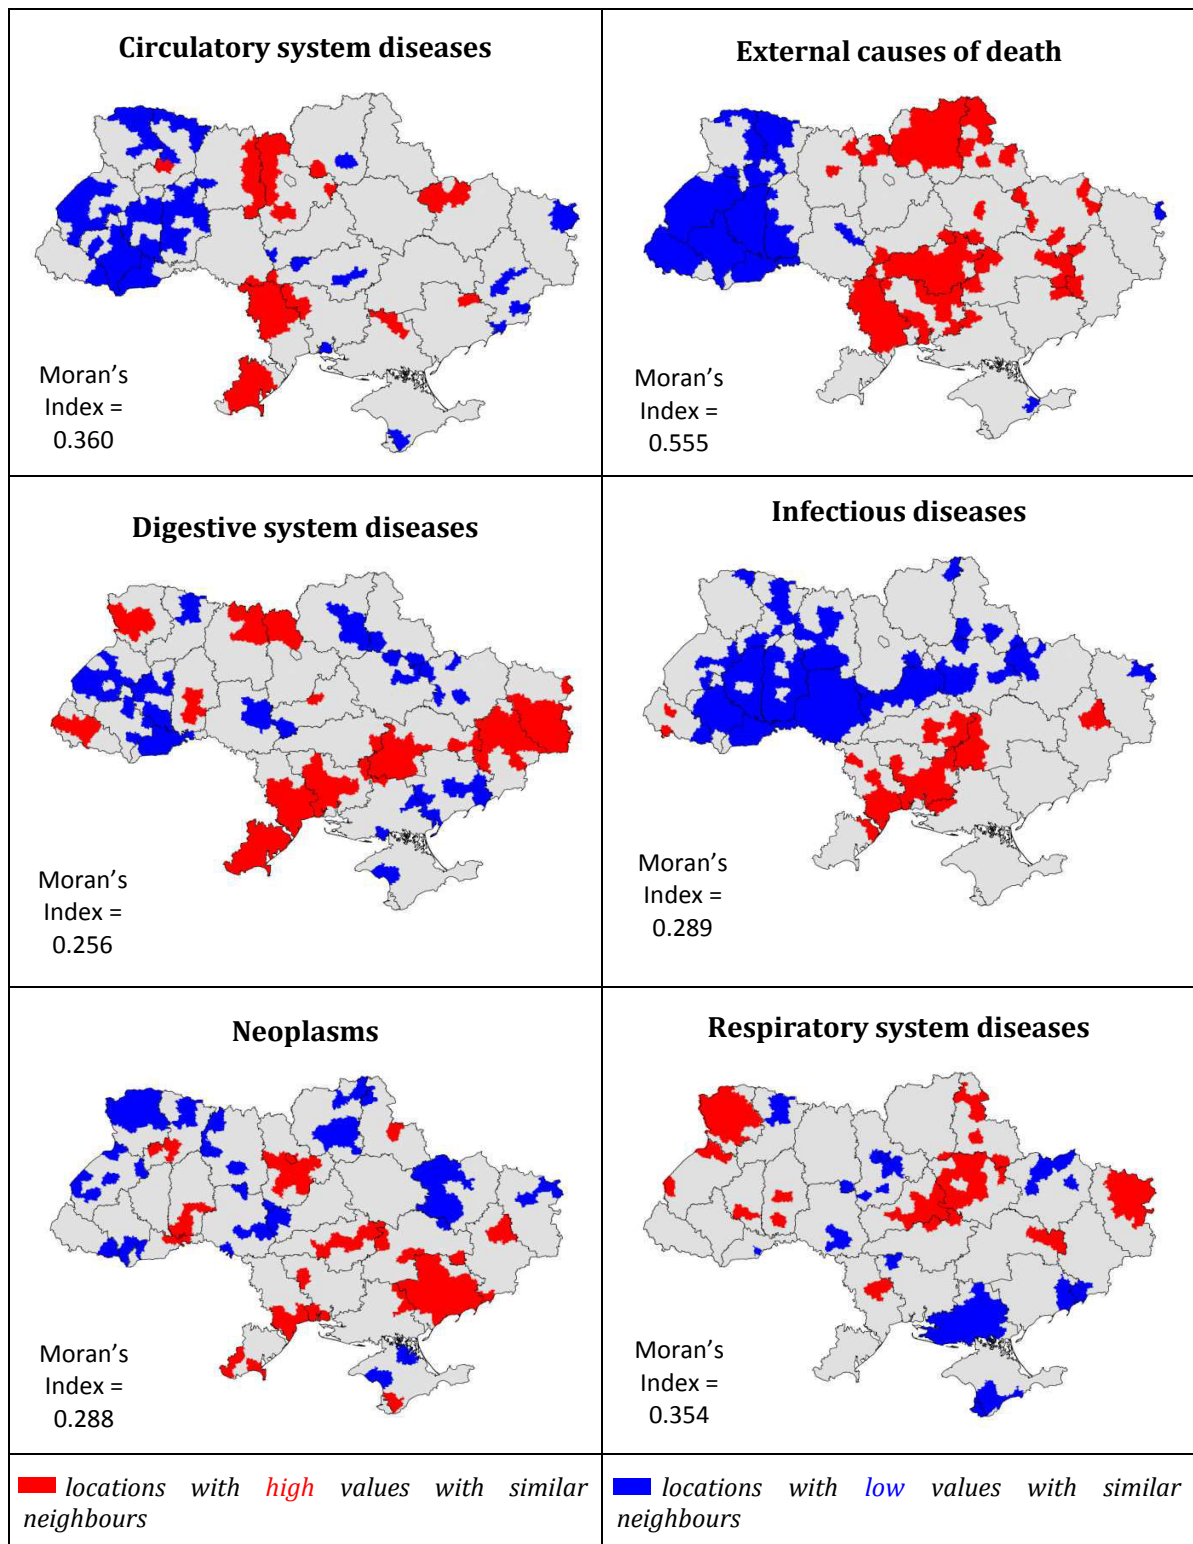 Circulatory system diseases
Moran's
Index =
0.360
External causes of death
Moran's
Index =
0.555
Digestive system diseases
Moran's
Index =
0.256
Infectious diseases
Moran's
Index =
0.289
Neoplasms
Moran's
Index =
0.288
Respiratory system diseases
Moran's
Index =
0.354
locations with high values with similar
neighbours
locations with low values with similar
neighbours